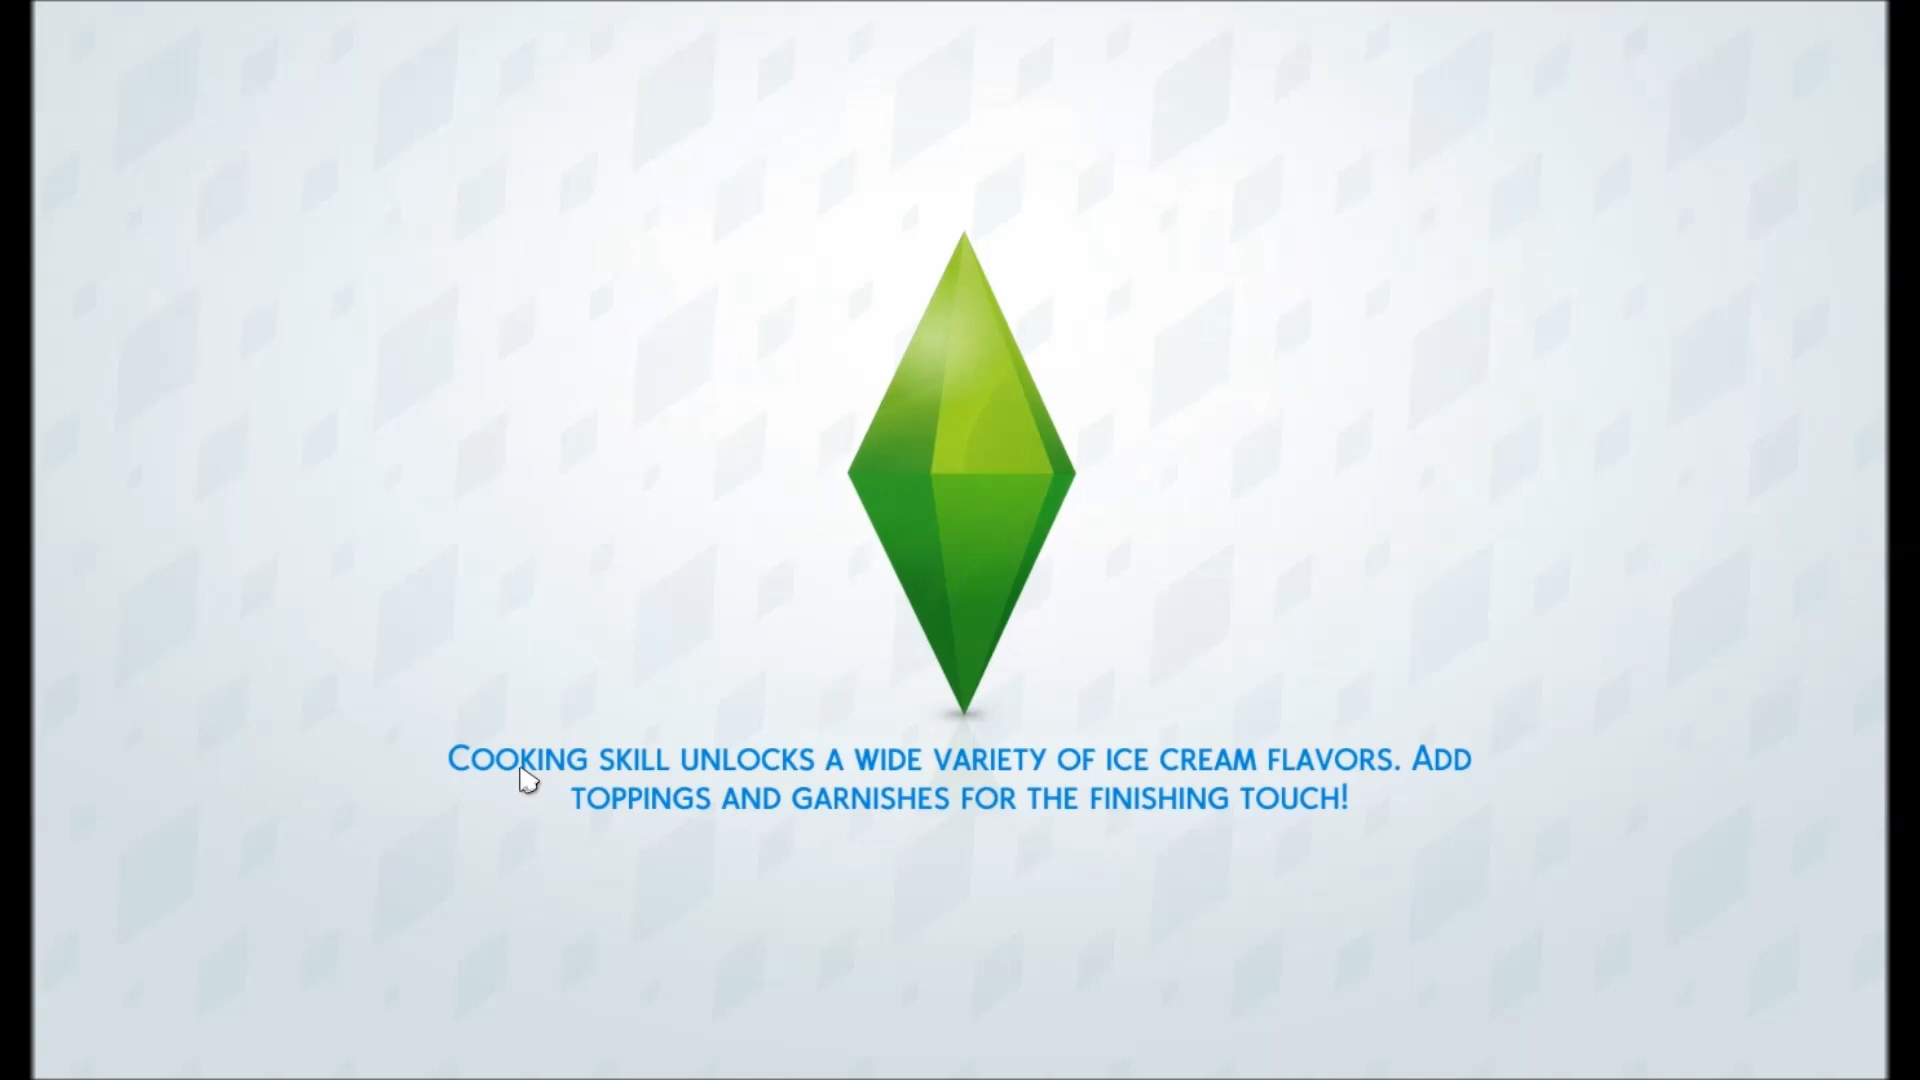 Cooking skill unlocks a wide variety of ice cream flavors. Add
toppings and garnishes for the finishing touch!